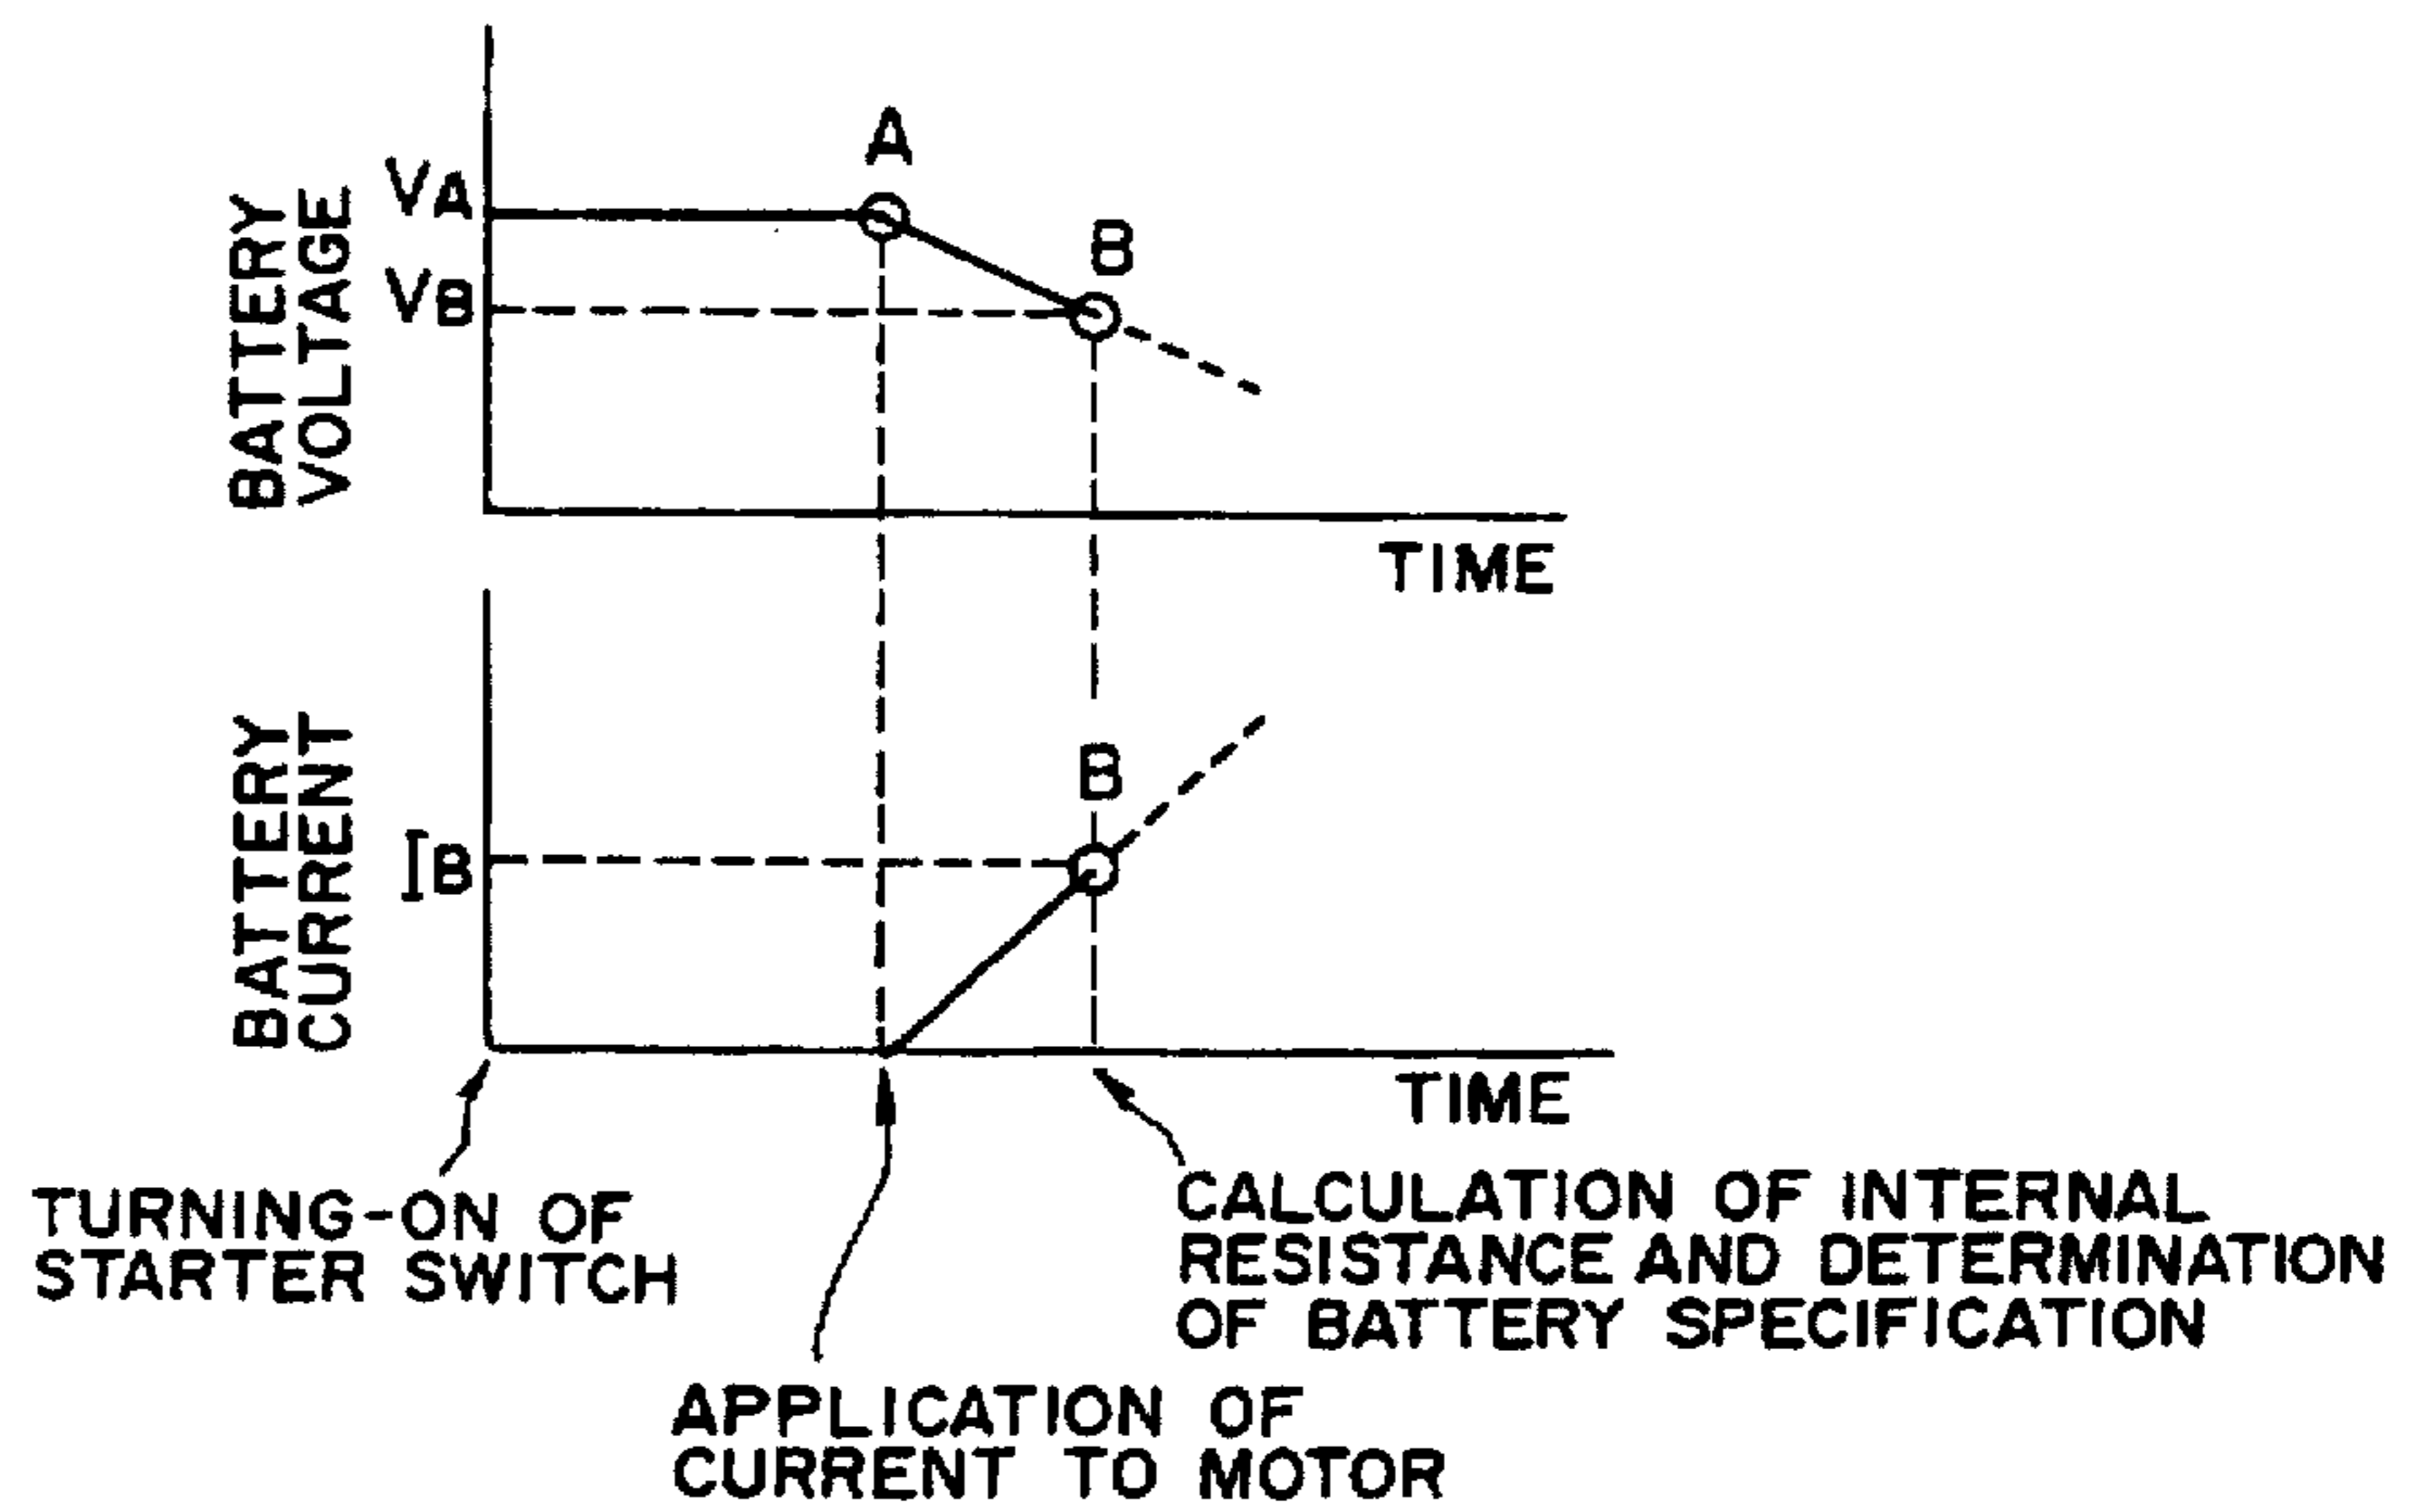 BATTERY
VOLTAGE
VA
VB
A
B
TIME
BATTERY
CURRENT
IB
B
TIME
TURNING-ON OF
STARTER SWITCH
APPLICATION OF
CURRENT TO MOTOR
CALCULATION OF INTERNAL
RESISTANCE AND DETERMINATION
OF BATTERY SPECIFICATION